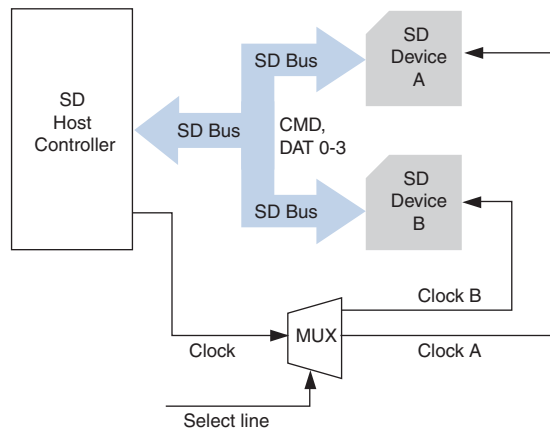 SD
Host
Controller
SD Bus
SD Bus
CMD,
DAT 0-3
SD Bus
SD
Device
A
SD
Device
B
Clock
MUX
Clock B
Clock A
Select line